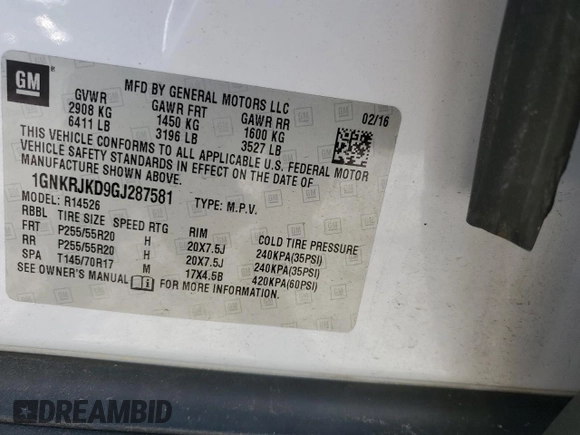 GM
MFD BY GENERAL MOTORS LLC
02/16
GVWR GAWR FRT GAWR RR
2908 KG 1450 KG 1600 KG
6411 LB 3196 LB 3527 LB
THIS VEHICLE CONFORMS TO ALL APPLICABLE U.S. FEDERAL MOTOR
VEHICLE SAFETY STANDARDS IN EFFECT ON THE DATE OF
MANUFACTURE SHOWN ABOVE.
1GNKRJKD9GJ287581 TYPE: M.P.V.
MODEL: R14526
RBBL TIRE SIZE SPEED RTG RIM COLD TIRE PRESSURE
FRT P255/55R20 H 20X7.5J 240KPA(35PSI)
RR P255/55R20 H 20X7.5J 240KPA(35PSI)
SPA T145/70R17 M 17X4.5B 420KPA(60PSI)
SEE OWNER'S MANUAL FOR MORE INFORMATION.
DREAMBID